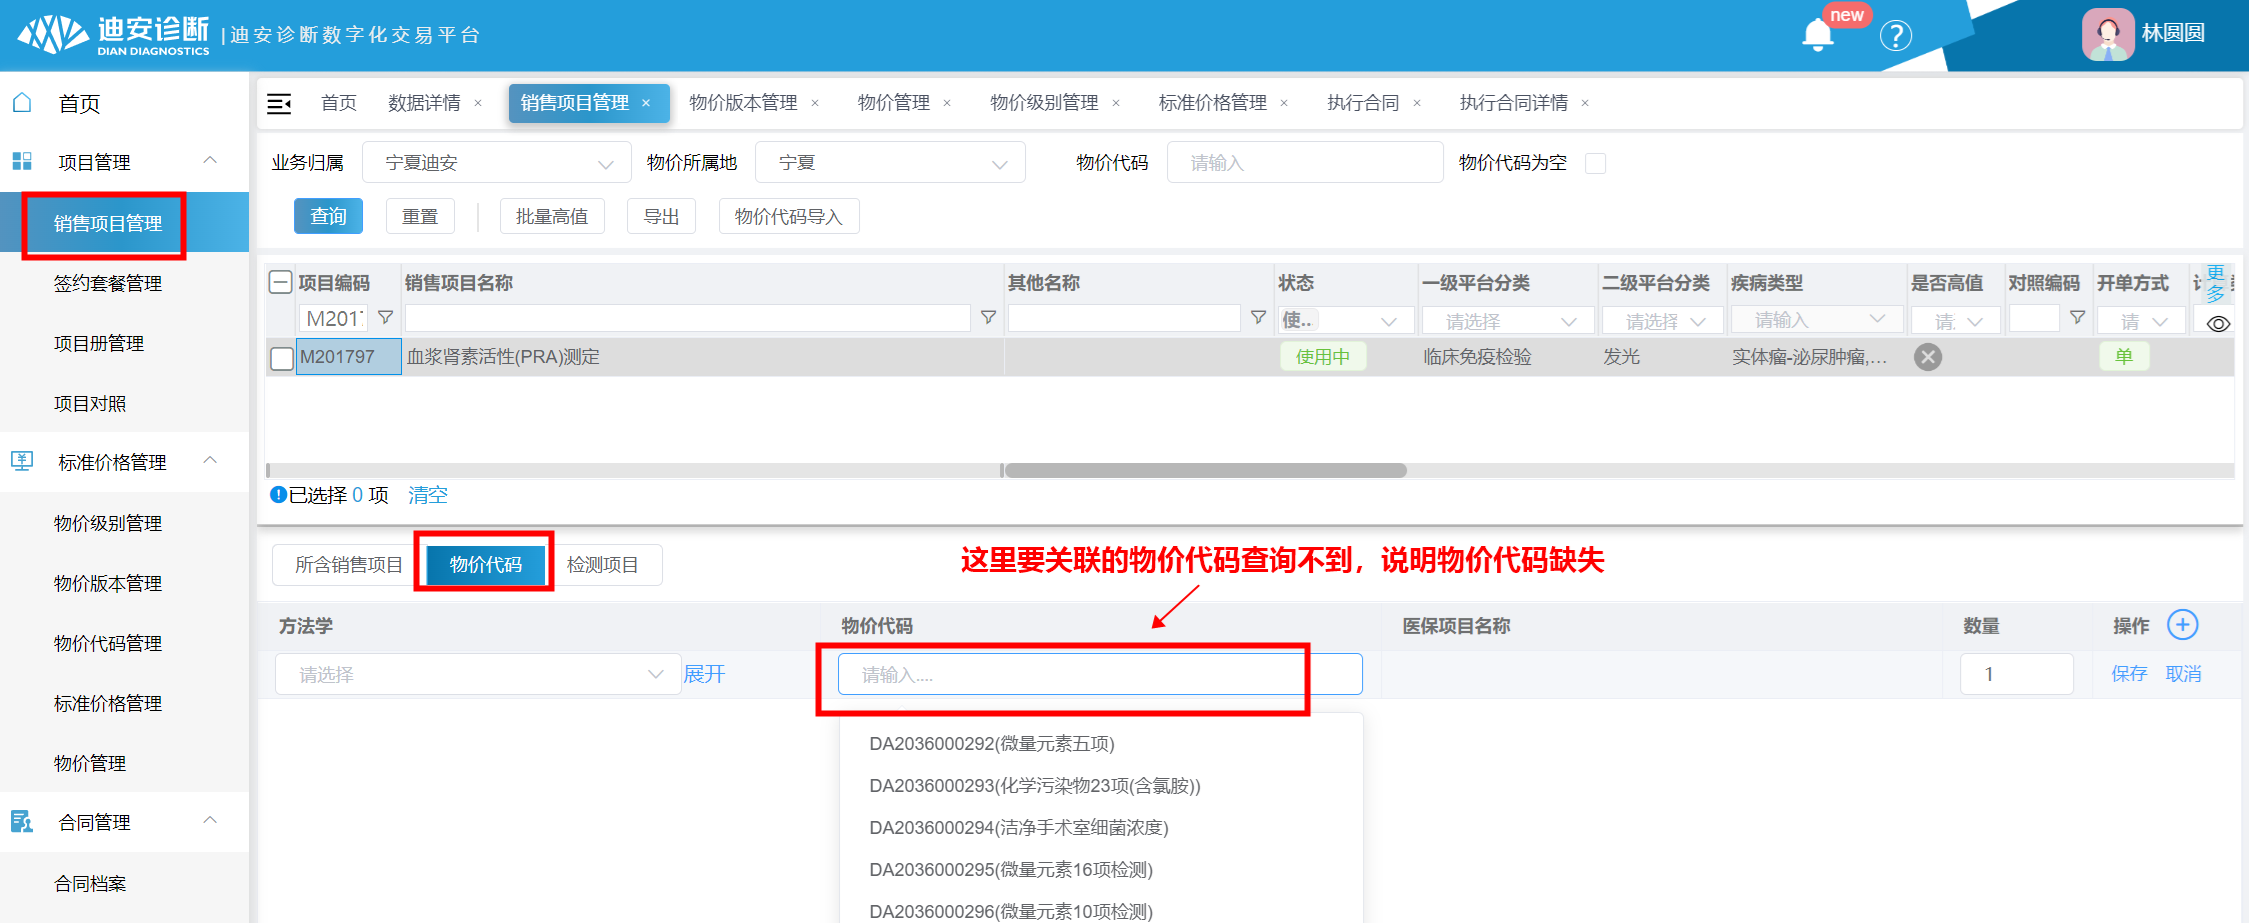 迪安诊断
DIAN DIAGNOSTICS
|迪安诊断数字化交易平台
new
?
林圆圆
首页
项目管理
销售项目管理
签约套餐管理
项目册管理
项目对照
标准价格管理
物价级别管理
物价版本管理
物价代码管理
标准价格管理
物价管理
合同管理
合同档案
首页 数据详情 × 销售项目管理 × 物价版本管理 × 物价管理 × 物价级别管理 × 标准价格管理 × 执行合同 × 执行合同详情 ×
业务归属 宁夏迪安 物价所属地 宁夏 物价代码 请输入 物价代码为空
查询 重置 批量高值 导出 物价代码导入
项目编码 销售项目名称 其他名称 状态 一级平台分类 二级平台分类 疾病类型 是否高值 对照编码 开单方式 更多
M201 使... 请选择 请选择 请输入 请 请
M201797 血浆肾素活性(PRA)测定 使用中 临床免疫检验 发光 实体瘤-泌尿肿瘤,... 单
已选择 0 项 清空
所含销售项目 物价代码 检测项目
这里要关联的物价代码查询不到，说明物价代码缺失
方法学 物价代码 医保项目名称 数量 操作
请选择 展开 请输入.... 1 保存 取消
DA2036000292(微量元素五项)
DA2036000293(化学污染物23项(含氯胺))
DA2036000294(洁净手术室细菌浓度)
DA2036000295(微量元素16项检测)
DA2036000296(微量元素10项检测)